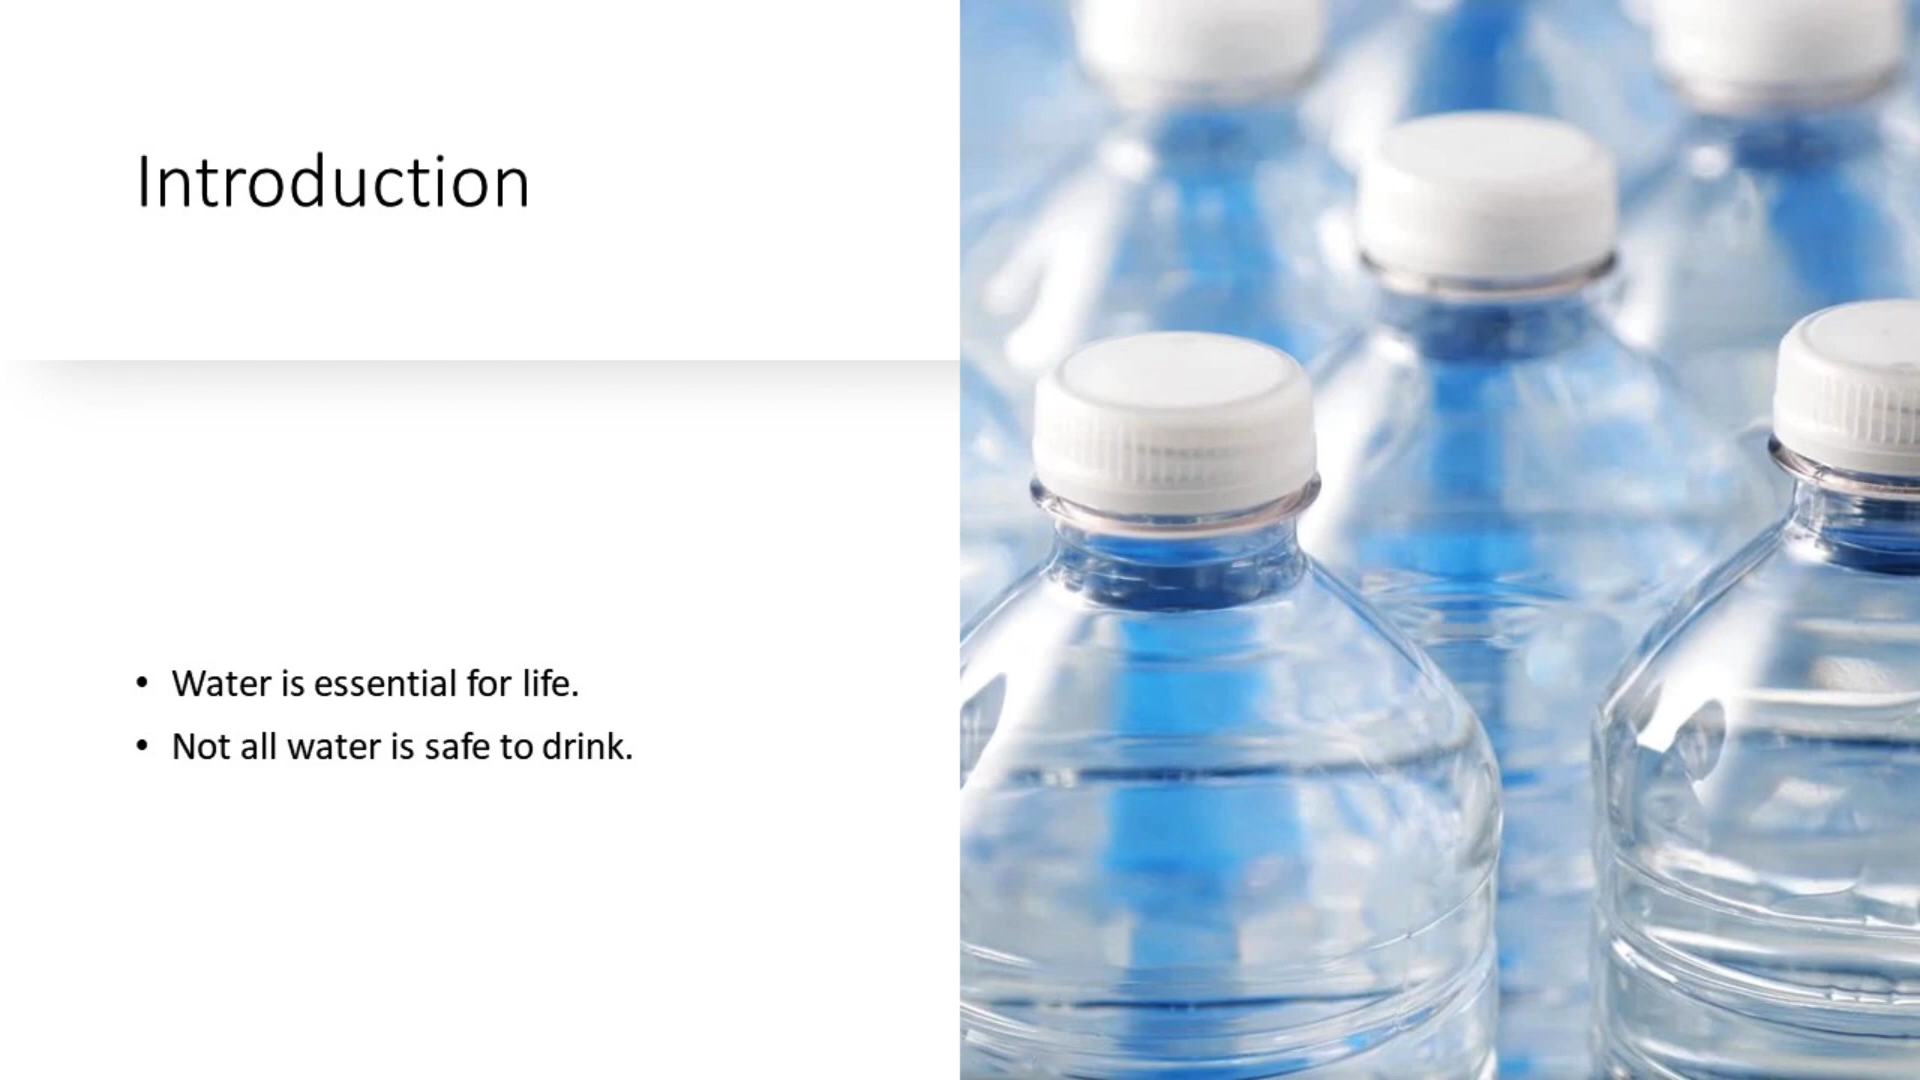 Introduction
• Water is essential for life.
• Not all water is safe to drink.